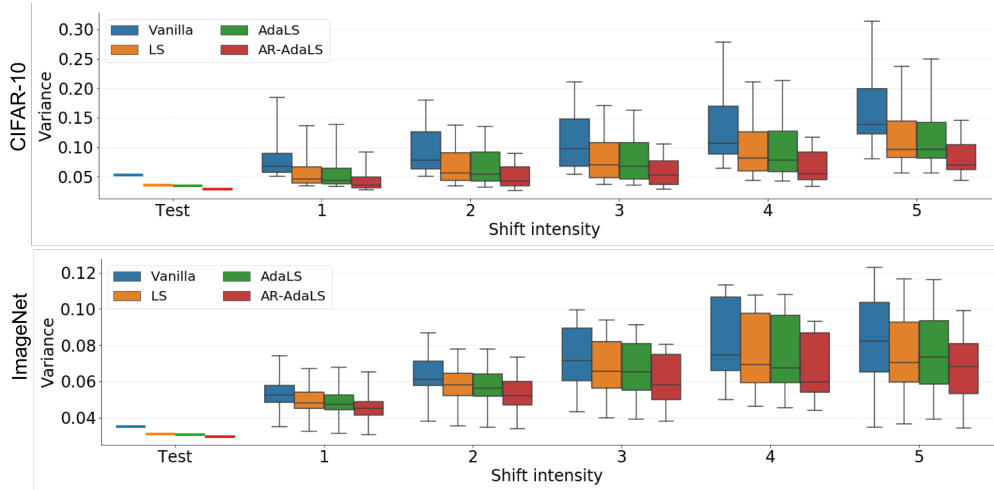 CIFAR-10
Variance
0.30
0.25
0.20
0.15
0.10
0.05
Vanilla
LS
AdaLS
AR-AdaLS
Test 1 2 3 4 5
Shift intensity
ImageNet
Variance
0.12
0.10
0.08
0.06
0.04
Vanilla
LS
AdaLS
AR-AdaLS
Test 1 2 3 4 5
Shift intensity